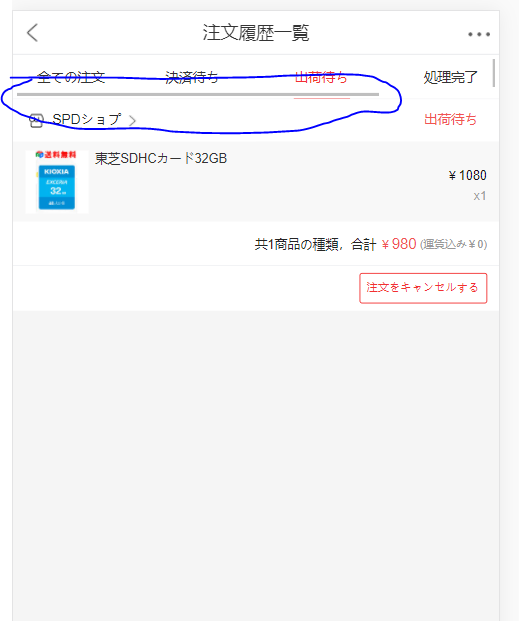 注文履歴一覧
全ての注文 決済待ち 出荷待ち 処理完了
SPDショプ 出荷待ち
送料無料
KIOXIA
EXCERIA
32
東芝SDHCカード32GB
¥1080
x1
共1商品の種類，合計 ¥980 (運賃込み¥0)
注文をキャンセルする